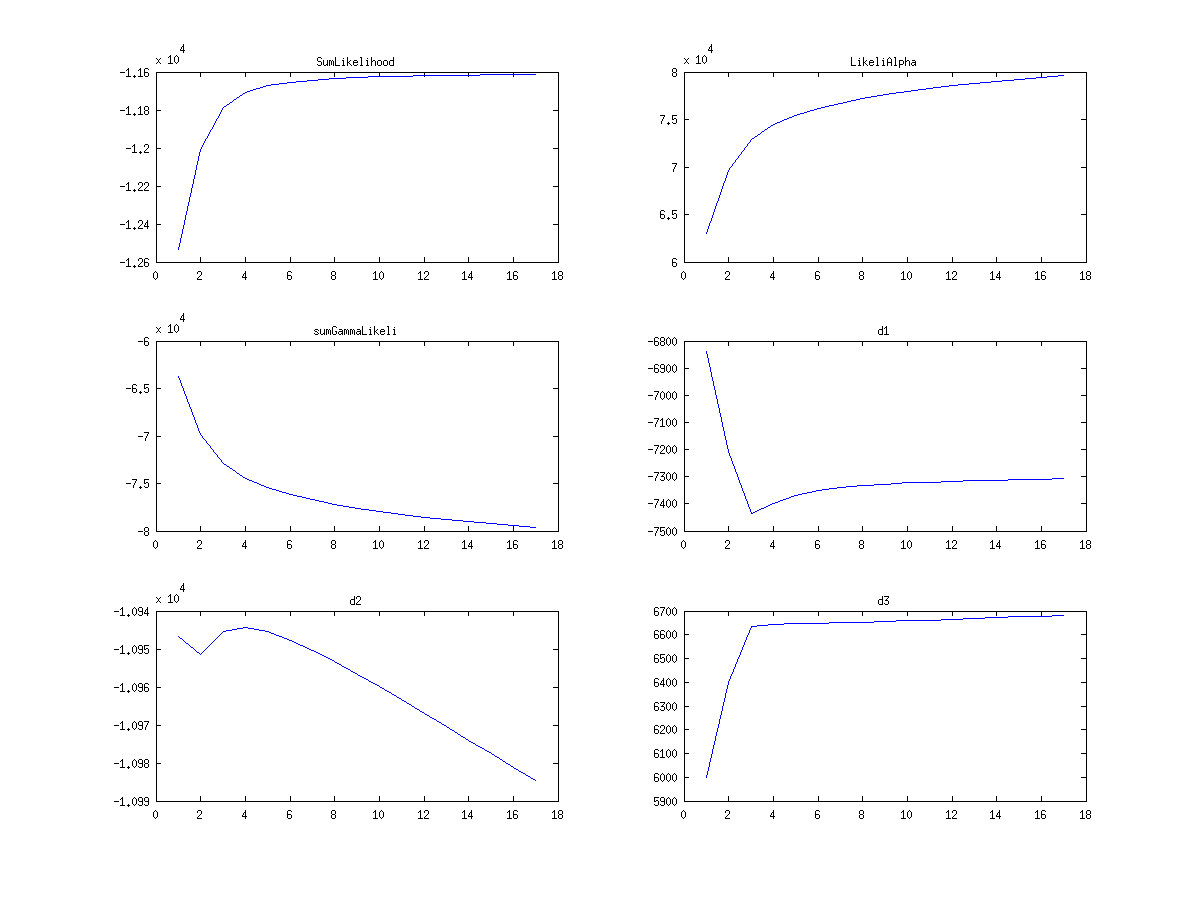 x 10 4
SumLikelihood
-1.16
-1.18
-1.2
-1.22
-1.24
-1.26
0 2 4 6 8 10 12 14 16 18
x 10 4
LikeliAlpha
8
7.5
7
6.5
6
0 2 4 6 8 10 12 14 16 18
x 10 4
sumGammaLikeli
-6
-6.5
-7
-7.5
-8
0 2 4 6 8 10 12 14 16 18
d1
-6800
-6900
-7000
-7100
-7200
-7300
-7400
-7500
0 2 4 6 8 10 12 14 16 18
x 10 4
d2
-1.094
-1.095
-1.096
-1.097
-1.098
-1.099
0 2 4 6 8 10 12 14 16 18
d3
6700
6600
6500
6400
6300
6200
6100
6000
5900
0 2 4 6 8 10 12 14 16 18